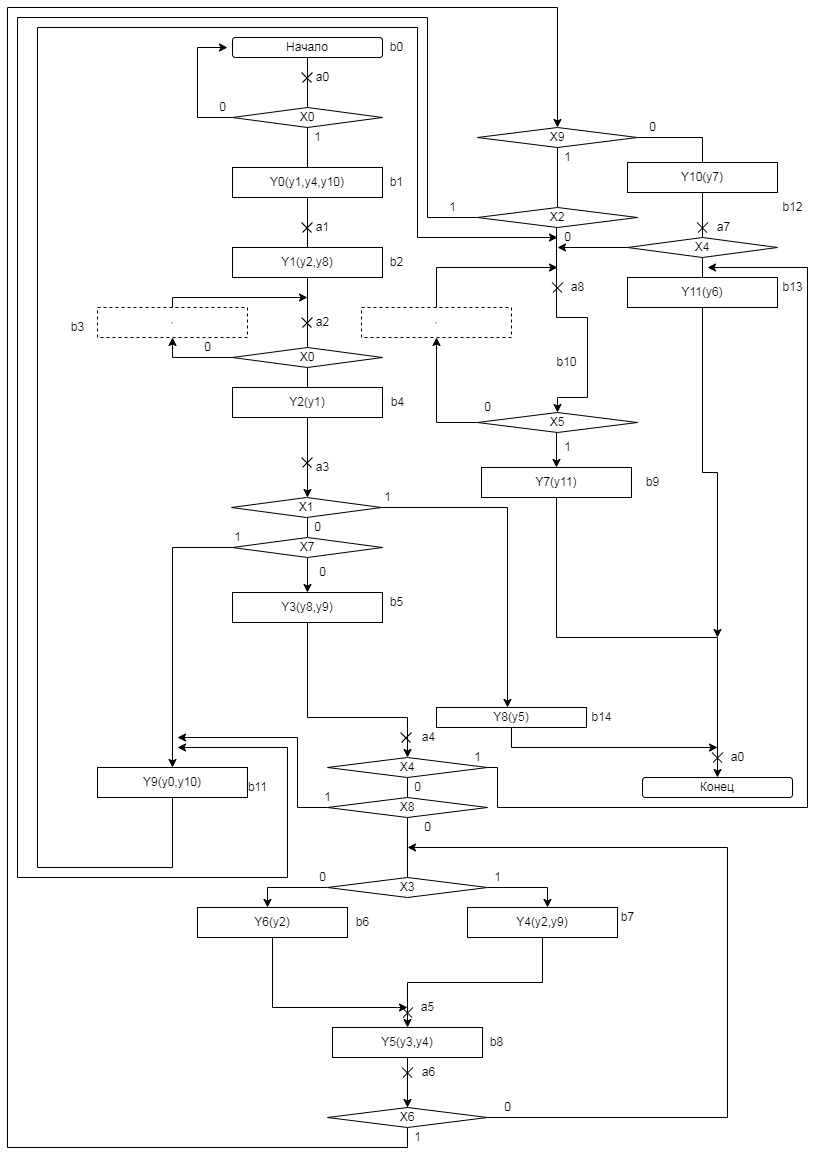 Начало
b0
a0
0
X0
1
Y0(y1,y4,y10)
b1
a1
Y1(y2,y8)
b2
b3
.
a2
0
X0
Y2(y1)
b4
a3
X1
1
0
1
X7
0
Y3(y8,y9)
b5
a4
X4
1
0
1
X8
0
Y9(y0,y10)
b11
0
X3
1
Y6(y2)
b6
Y4(y2,y9)
b7
a5
Y5(y3,y4)
b8
a6
X6
0
1
X9
0
1
Y10(y7)
b12
1
X2
0
a7
X4
Y11(y6)
b13
a8
.
b10
0
X5
1
Y7(y11)
b9
Y8(y5)
b14
a0
Конец